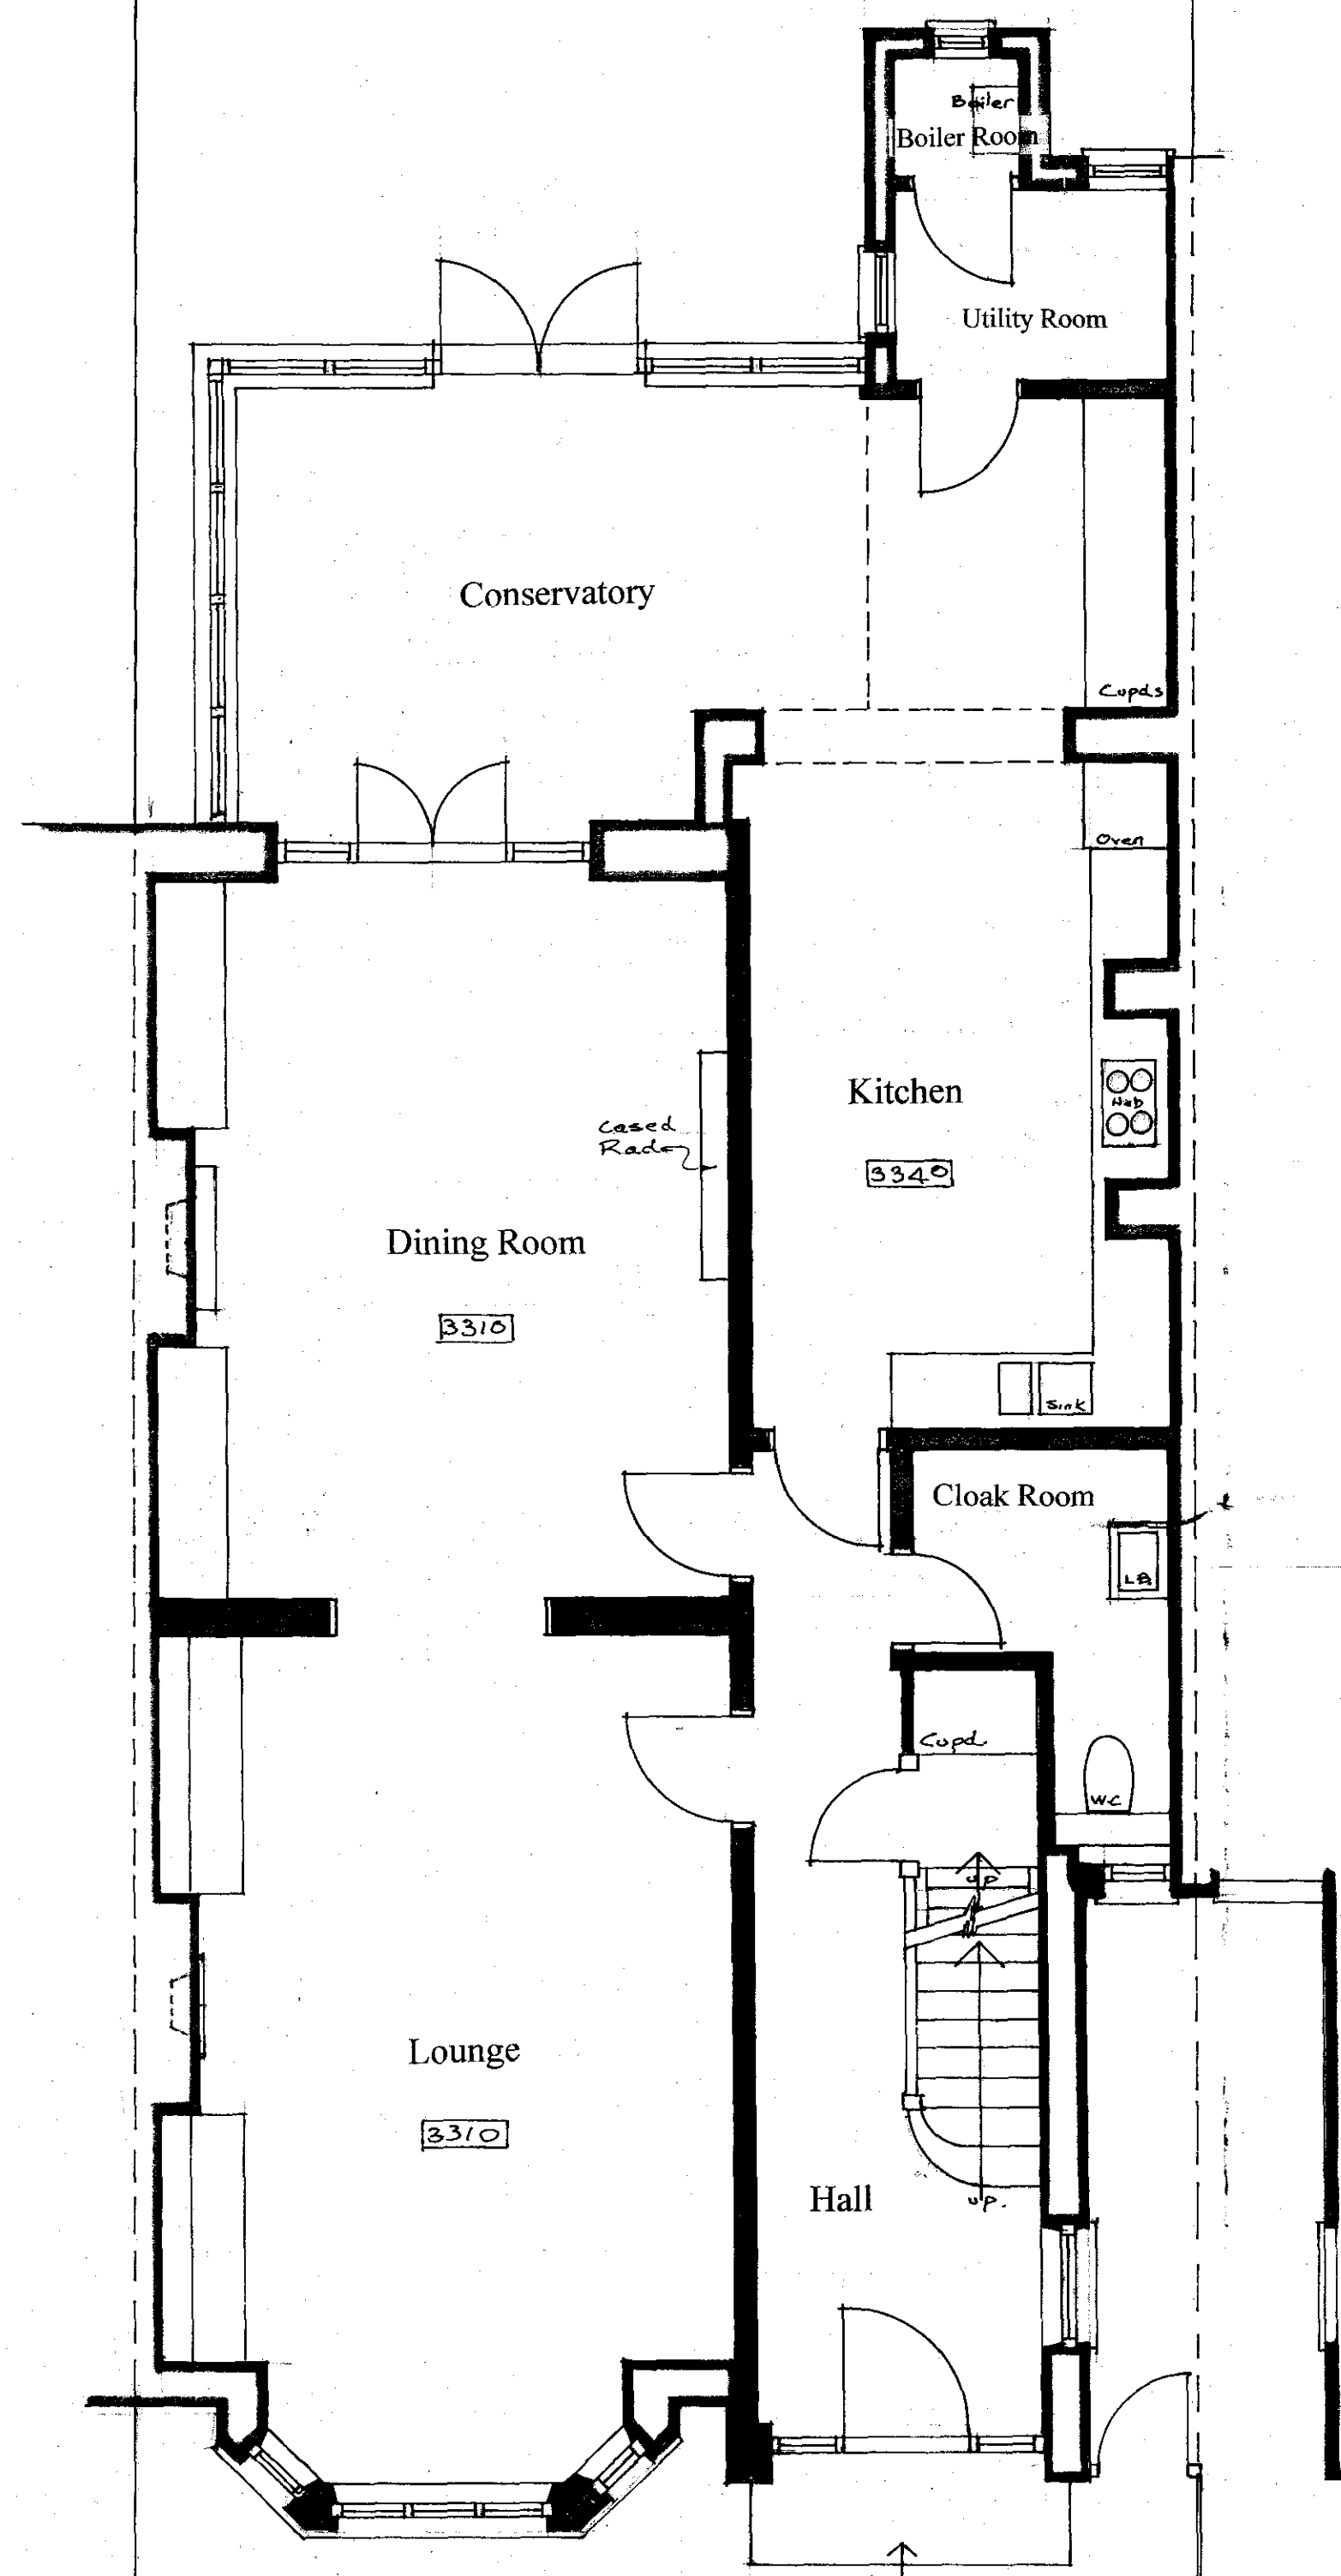 Boiler
Boiler Room
Utility Room
Conservatory
Cupds
Oven
Kitchen
Hob
3340
Cased
Rad
Dining Room
3310
Sink
Cloak Room
LB
Cupd
WC
up
Lounge
3310
Hall
up.